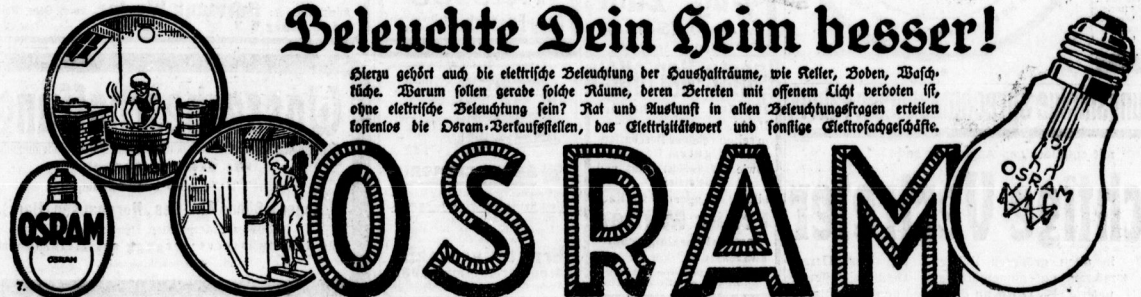 Beleuchte Dein Heim besser!
Hierzu gehört auch die elektrische Beleuchtung der Haushalträume, wie Keller, Boden, Wasch-
küche. Warum sollen gerade solche Räume, deren Betreten mit offenem Licht verboten ist,
ohne elektrische Beleuchtung sein? Rat und Auskunft in allen Beleuchtungsfragen erteilen
kostenlos die Osram-Verkaufsstellen, das Elektrizitätswerk und sonstige Elektrofachgeschäfte.
OSRAM
OSRAM
OSRAM
OSRAM
7.